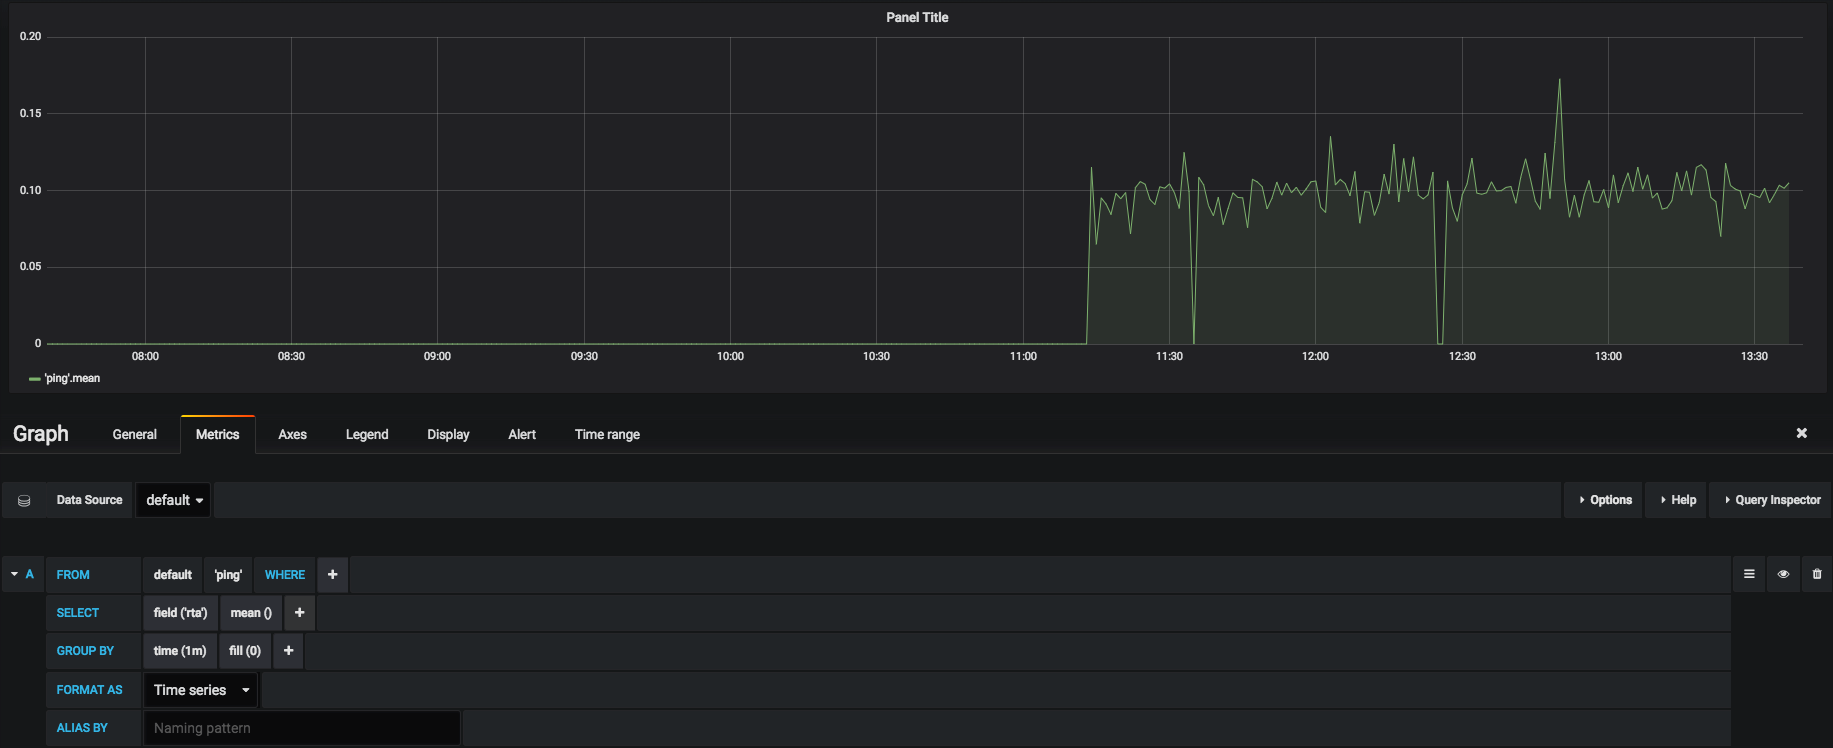 Panel Title
0.20
0.15
0.10
0.05
0
08:00 08:30 09:00 09:30 10:00 10:30 11:00 11:30 12:00 12:30 13:00 13:30
'ping'.mean
Graph General Metrics Axes Legend Display Alert Time range
Data Source default Options Help Query Inspector
A FROM default 'ping' WHERE +
SELECT field ('rta') mean () +
GROUP BY time (1m) fill (0) +
FORMAT AS Time series
ALIAS BY Naming pattern